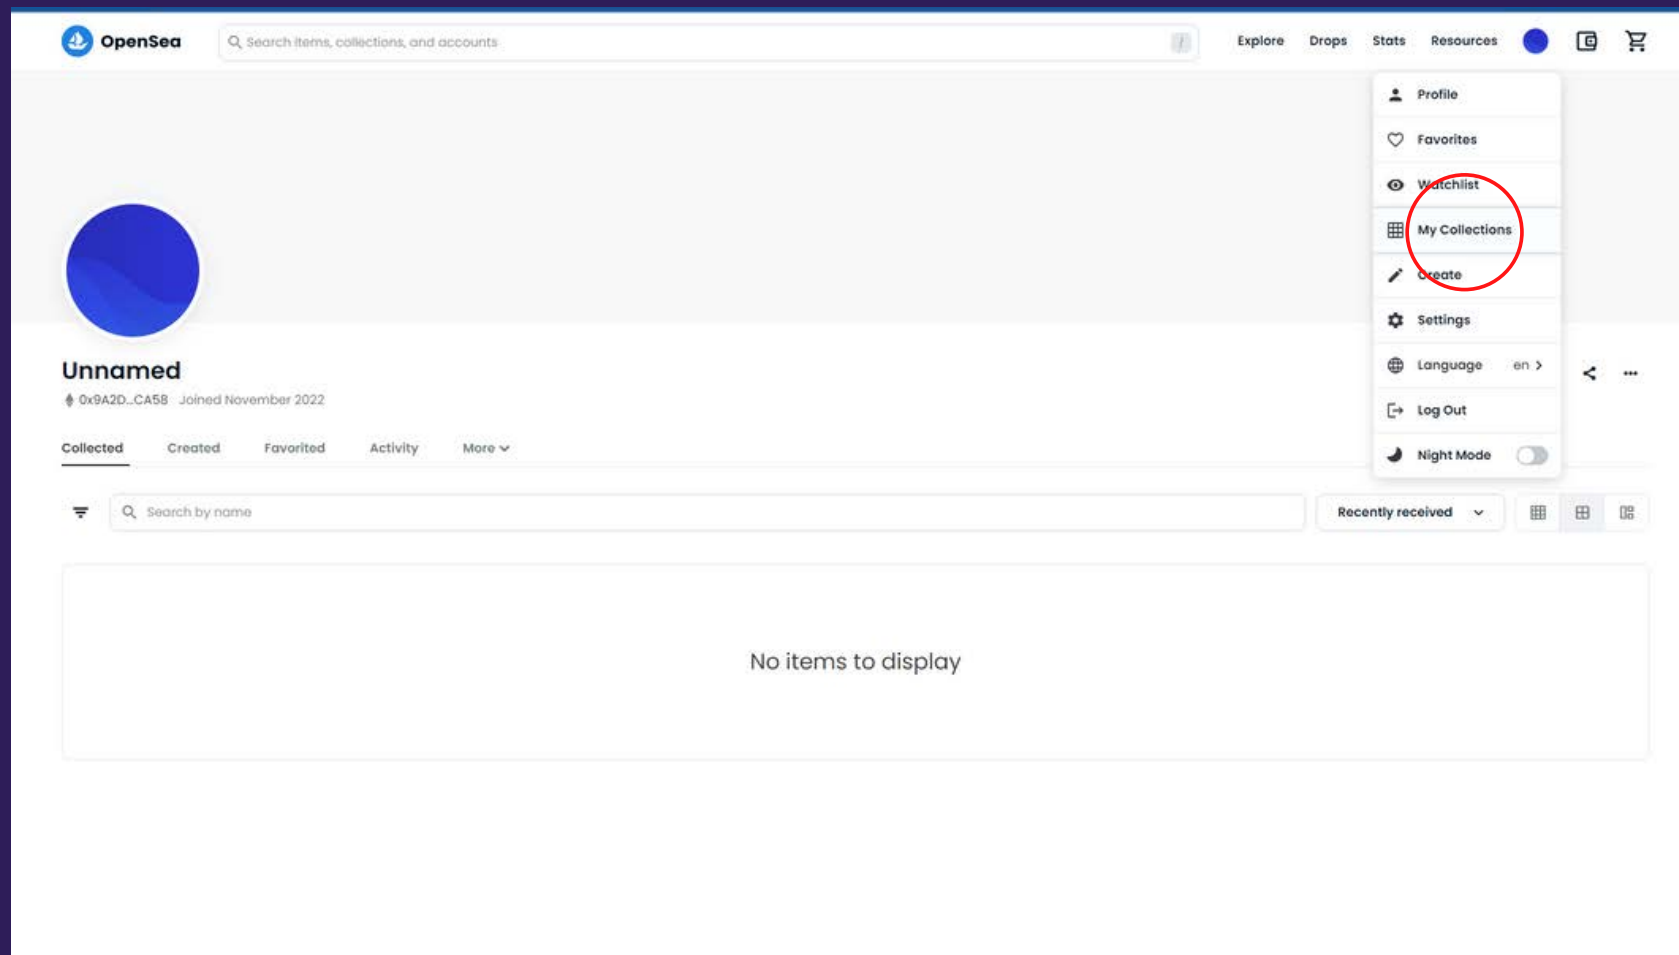 OpenSea
Search items, collections, and accounts
/
Explore
Drops
Stats
Resources
Profile
Favorites
Watchlist
My Collections
Create
Settings
Language en
Log Out
Night Mode
Unnamed
0x9A2D...CA58 Joined November 2022
Collected
Created
Favorited
Activity
More
Search by name
Recently received
No items to display